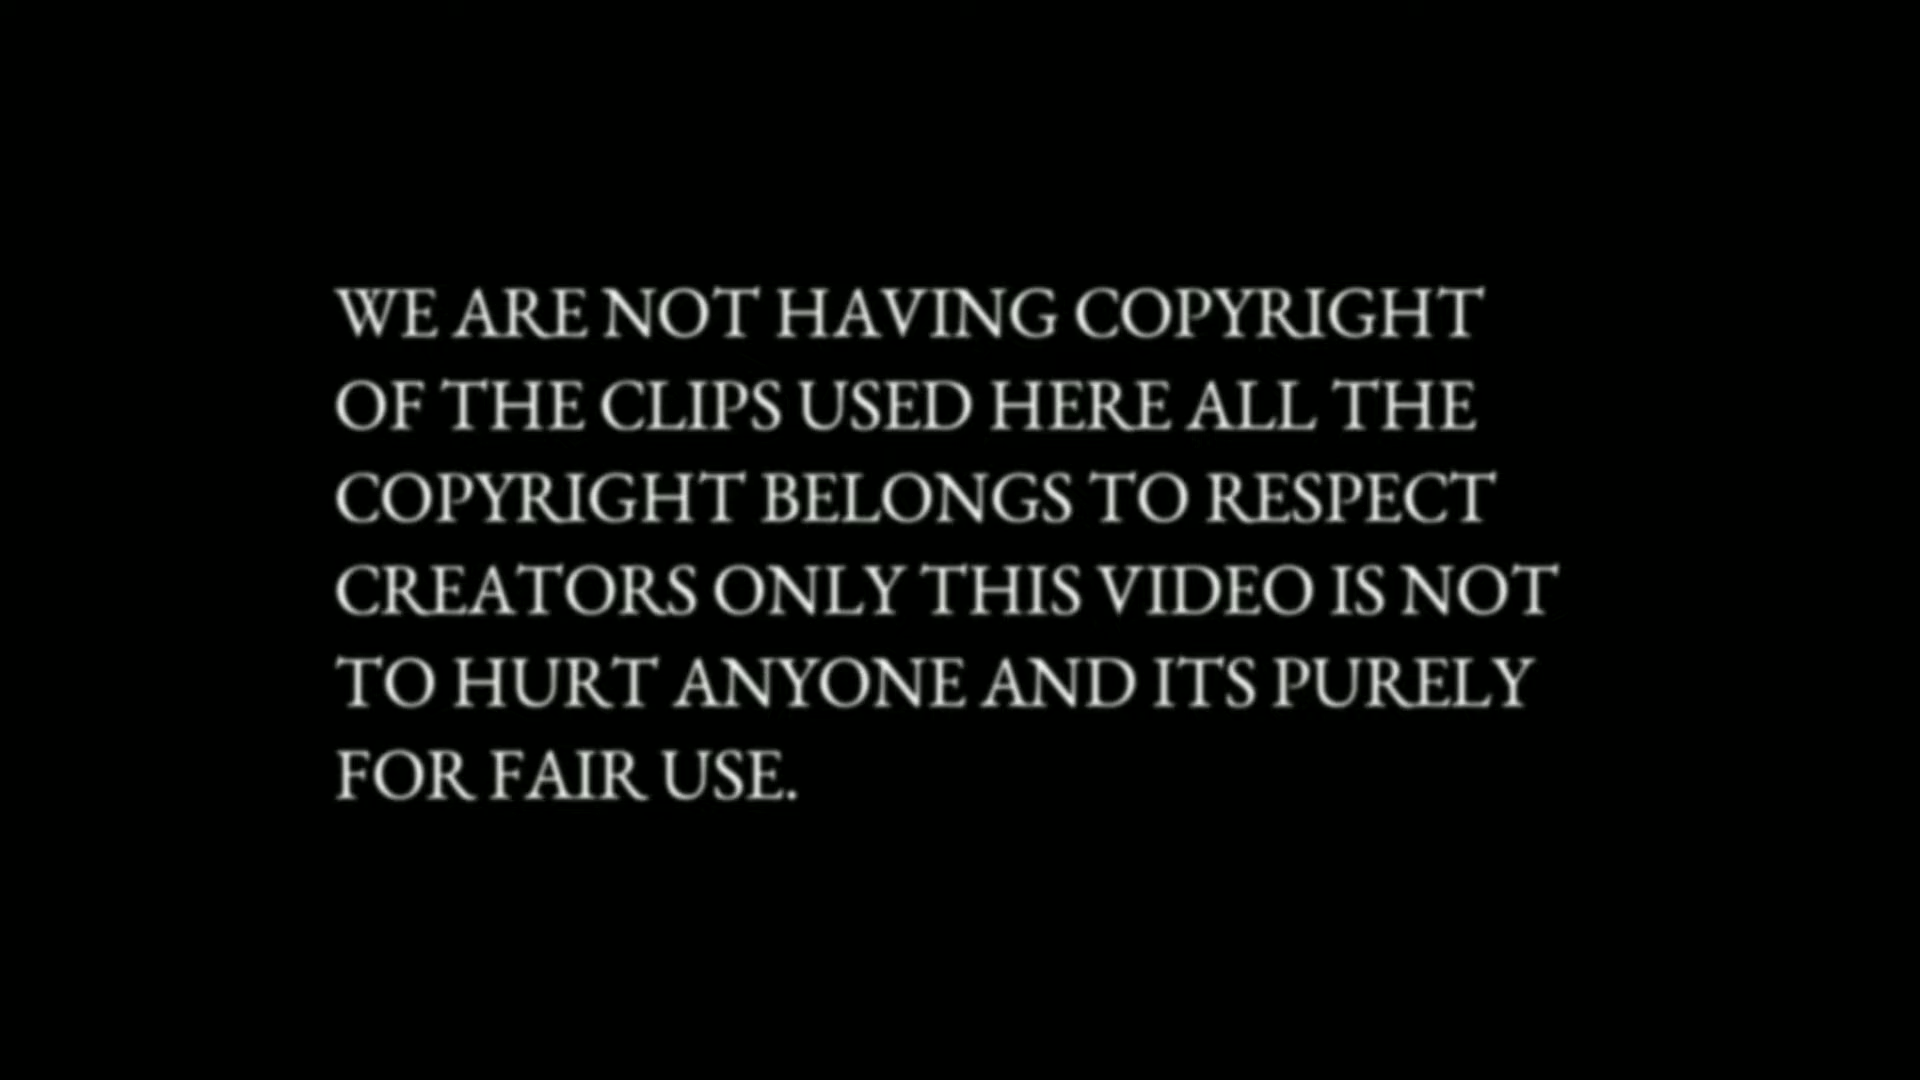 WE ARE NOT HAVING COPYRIGHT
OF THE CLIPS USED HERE ALL THE
COPYRIGHT BELONGS TO RESPECT
CREATORS ONLY THIS VIDEO IS NOT
TO HURT ANYONE AND ITS PURELY
FOR FAIR USE.